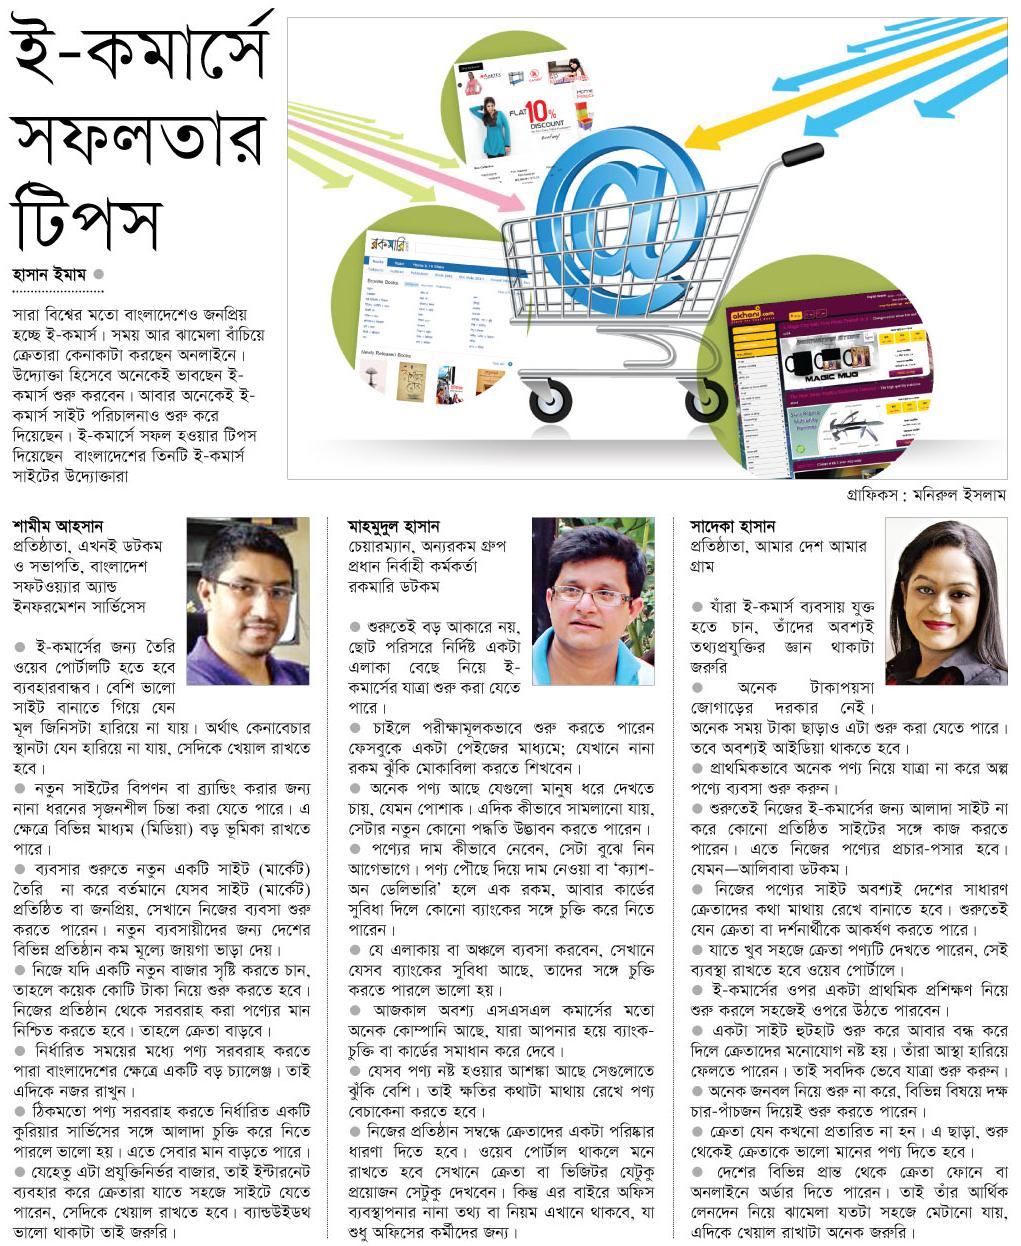 ই-কমার্সে
সফলতার
টিপস
হাসান ইমাম
সারা বিশ্বের মতো বাংলাদেশেও জনপ্রিয়
হচ্ছে ই-কমার্স। সময় আর ঝামেলা বাঁচিয়ে
ক্রেতারা কেনাকাটা করছেন অনলাইনে।
উদ্যোক্তা হিসেবে অনেকেই ভাবছেন ই-
কমার্স শুরু করবেন। আবার অনেকেই ই-
কমার্স সাইট পরিচালনাও শুরু করে
দিয়েছেন। ই-কমার্সে সফল হওয়ার টিপস
দিয়েছেন বাংলাদেশের তিনটি ই-কমার্স
সাইটের উদ্যোক্তারা
FLAT 10%
DISCOUNT
রকমারি
Browse Books
Newly Released Books
akhoni.com
MAGIC MUG
গ্রাফিকস: মনিরুল ইসলাম
শামীম আহসান
প্রতিষ্ঠাতা, এখনই ডটকম
ও সভাপতি, বাংলাদেশ
সফটওয়্যার অ্যান্ড
ইনফরমেশন সার্ভিসেস
ই-কমার্সের জন্য তৈরি
ওয়েব পোর্টালটি হতে হবে
ব্যবহারবান্ধব। বেশি ভালো
সাইট বানাতে গিয়ে যেন
মূল জিনিসটা হারিয়ে না যায়। অর্থাৎ কেনাবেচার
স্থানটা যেন হারিয়ে না যায়, সেদিকে খেয়াল রাখতে
হবে।
নতুন সাইটের বিপণন বা ব্র্যান্ডিং করার জন্য
নানা ধরনের সৃজনশীল চিন্তা করা যেতে পারে। এ
ক্ষেত্রে বিভিন্ন মাধ্যম (মিডিয়া) বড় ভূমিকা রাখতে
পারে।
ব্যবসার শুরুতে নতুন একটি সাইট (মার্কেট)
তৈরি না করে বর্তমানে যেসব সাইট (মার্কেট)
প্রতিষ্ঠিত বা জনপ্রিয়, সেখানে নিজের ব্যবসা শুরু
করতে পারেন। নতুন ব্যবসায়ীদের জন্য দেশের
বিভিন্ন প্রতিষ্ঠান কম মূল্যে জায়গা ভাড়া দেয়।
নিজে যদি একটি নতুন বাজার সৃষ্টি করতে চান,
তাহলে কয়েক কোটি টাকা নিয়ে শুরু করতে হবে।
নিজের প্রতিষ্ঠান থেকে সরবরাহ করা পণ্যের মান
নিশ্চিত করতে হবে। তাহলে ক্রেতা বাড়বে।
নির্ধারিত সময়ের মধ্যে পণ্য সরবরাহ করতে
পারা বাংলাদেশের ক্ষেত্রে একটি বড় চ্যালেঞ্জ। তাই
এদিকে নজর রাখুন।
ঠিকমতো পণ্য সরবরাহ করতে নির্ধারিত একটি
কুরিয়ার সার্ভিসের সঙ্গে আলাদা চুক্তি করে নিতে
পারলে ভালো হয়। এতে সেবার মান বাড়তে পারে।
যেহেতু এটা প্রযুক্তিনির্ভর বাজার, তাই ইন্টারনেট
ব্যবহার করে ক্রেতারা যাতে সহজে সাইটে যেতে
পারেন, সেদিকে খেয়াল রাখতে হবে। ব্যান্ডউইডথ
ভালো থাকাটা তাই জরুরি।
মাহমুদুল হাসান
চেয়ারম্যান, অন্যরকম গ্রুপ
প্রধান নির্বাহী কর্মকর্তা
রকমারি ডটকম
শুরুতেই বড় আকারে নয়,
ছোট পরিসরে নির্দিষ্ট একটা
এলাকা বেছে নিয়ে ই-
কমার্সের যাত্রা শুরু করা যেতে
পারে।
চাইলে পরীক্ষামূলকভাবে শুরু করতে পারেন
ফেসবুকে একটা পেইজের মাধ্যমে; যেখানে নানা
রকম ঝুঁকি মোকাবিলা করতে শিখবেন।
অনেক পণ্য আছে যেগুলো মানুষ ধরে দেখতে
চায়, যেমন পোশাক। এদিক কীভাবে সামলানো যায়,
সেটার নতুন কোনো পদ্ধতি উদ্ভাবন করতে পারেন।
পণ্যের দাম কীভাবে নেবেন, সেটা বুঝে নিন
আগেভাগে। পণ্য পৌঁছে দিয়ে দাম নেওয়া বা ‘ক্যাশ-
অন ডেলিভারি’ হলে এক রকম, আবার কার্ডের
সুবিধা দিলে কোনো ব্যাংকের সঙ্গে চুক্তি করে নিতে
পারেন।
যে এলাকায় বা অঞ্চলে ব্যবসা করবেন, সেখানে
যেসব ব্যাংকের সুবিধা আছে, তাদের সঙ্গে চুক্তি
করতে পারলে ভালো হয়।
আজকাল অবশ্য এসএসএল কমার্সের মতো
অনেক কোম্পানি আছে, যারা আপনার হয়ে ব্যাংক-
চুক্তি বা কার্ডের সমাধান করে দেবে।
যেসব পণ্য নষ্ট হওয়ার আশঙ্কা আছে সেগুলোতে
ঝুঁকি বেশি। তাই ক্ষতির কথাটা মাথায় রেখে পণ্য
বেচাকেনা করতে হবে।
নিজের প্রতিষ্ঠান সম্বন্ধে ক্রেতাদের একটা পরিষ্কার
ধারণা দিতে হবে। ওয়েব পোর্টাল থাকলে মনে
রাখতে হবে সেখানে ক্রেতা বা ভিজিটর যেটুকু
প্রয়োজন সেটুকু দেখবেন। কিন্তু এর বাইরে অফিস
ব্যবস্থাপনার নানা তথ্য বা নিয়ম এখানে থাকবে, যা
শুধু অফিসের কর্মীদের জন্য।
সাদেকা হাসান
প্রতিষ্ঠাতা, আমার দেশ আমার
গ্রাম
যাঁরা ই-কমার্স ব্যবসায় যুক্ত
হতে চান, তাঁদের অবশ্যই
তথ্যপ্রযুক্তির জ্ঞান থাকাটা
জরুরি
অনেক টাকাপয়সা
জোগাড়ের দরকার নেই।
অনেক সময় টাকা ছাড়াও এটা শুরু করা যেতে পারে।
তবে অবশ্যই আইডিয়া থাকতে হবে।
প্রাথমিকভাবে অনেক পণ্য নিয়ে যাত্রা না করে অল্প
পণ্যে ব্যবসা শুরু করুন।
শুরুতেই নিজের ই-কমার্সের জন্য আলাদা সাইট না
করে কোনো প্রতিষ্ঠিত সাইটের সঙ্গে কাজ করতে
পারেন। এতে নিজের পণ্যের প্রচার-পসার হবে।
যেমন—আলিবাবা ডটকম।
নিজের পণ্যের সাইট অবশ্যই দেশের সাধারণ
ক্রেতাদের কথা মাথায় রেখে বানাতে হবে। শুরুতেই
যেন ক্রেতা বা দর্শনার্থীকে আকর্ষণ করতে পারে।
যাতে খুব সহজে ক্রেতা পণ্যটি দেখতে পারেন, সেই
ব্যবস্থা রাখতে হবে ওয়েব পোর্টালে।
ই-কমার্সের ওপর একটা প্রাথমিক প্রশিক্ষণ নিয়ে
শুরু করলে সহজেই ওপরে উঠতে পারবেন।
একটা সাইট হুটহাট শুরু করে আবার বন্ধ করে
দিলে ক্রেতাদের মনোযোগ নষ্ট হয়। তাঁরা আস্থা হারিয়ে
ফেলতে পারেন। তাই সবদিক ভেবে যাত্রা শুরু করুন।
অনেক জনবল নিয়ে শুরু না করে, বিভিন্ন বিষয়ে দক্ষ
চার-পাঁচজন দিয়েই শুরু করতে পারেন।
ক্রেতা যেন কখনো প্রতারিত না হন। এ ছাড়া, শুরু
থেকেই ক্রেতাকে ভালো মানের পণ্য দিতে হবে।
দেশের বিভিন্ন প্রান্ত থেকে ক্রেতা ফোনে বা
অনলাইনে অর্ডার দিতে পারেন। তাই তাঁর আর্থিক
লেনদেন নিয়ে ঝামেলা যতটা সহজে মেটানো যায়,
এদিকে খেয়াল রাখাটা অনেক জরুরি।